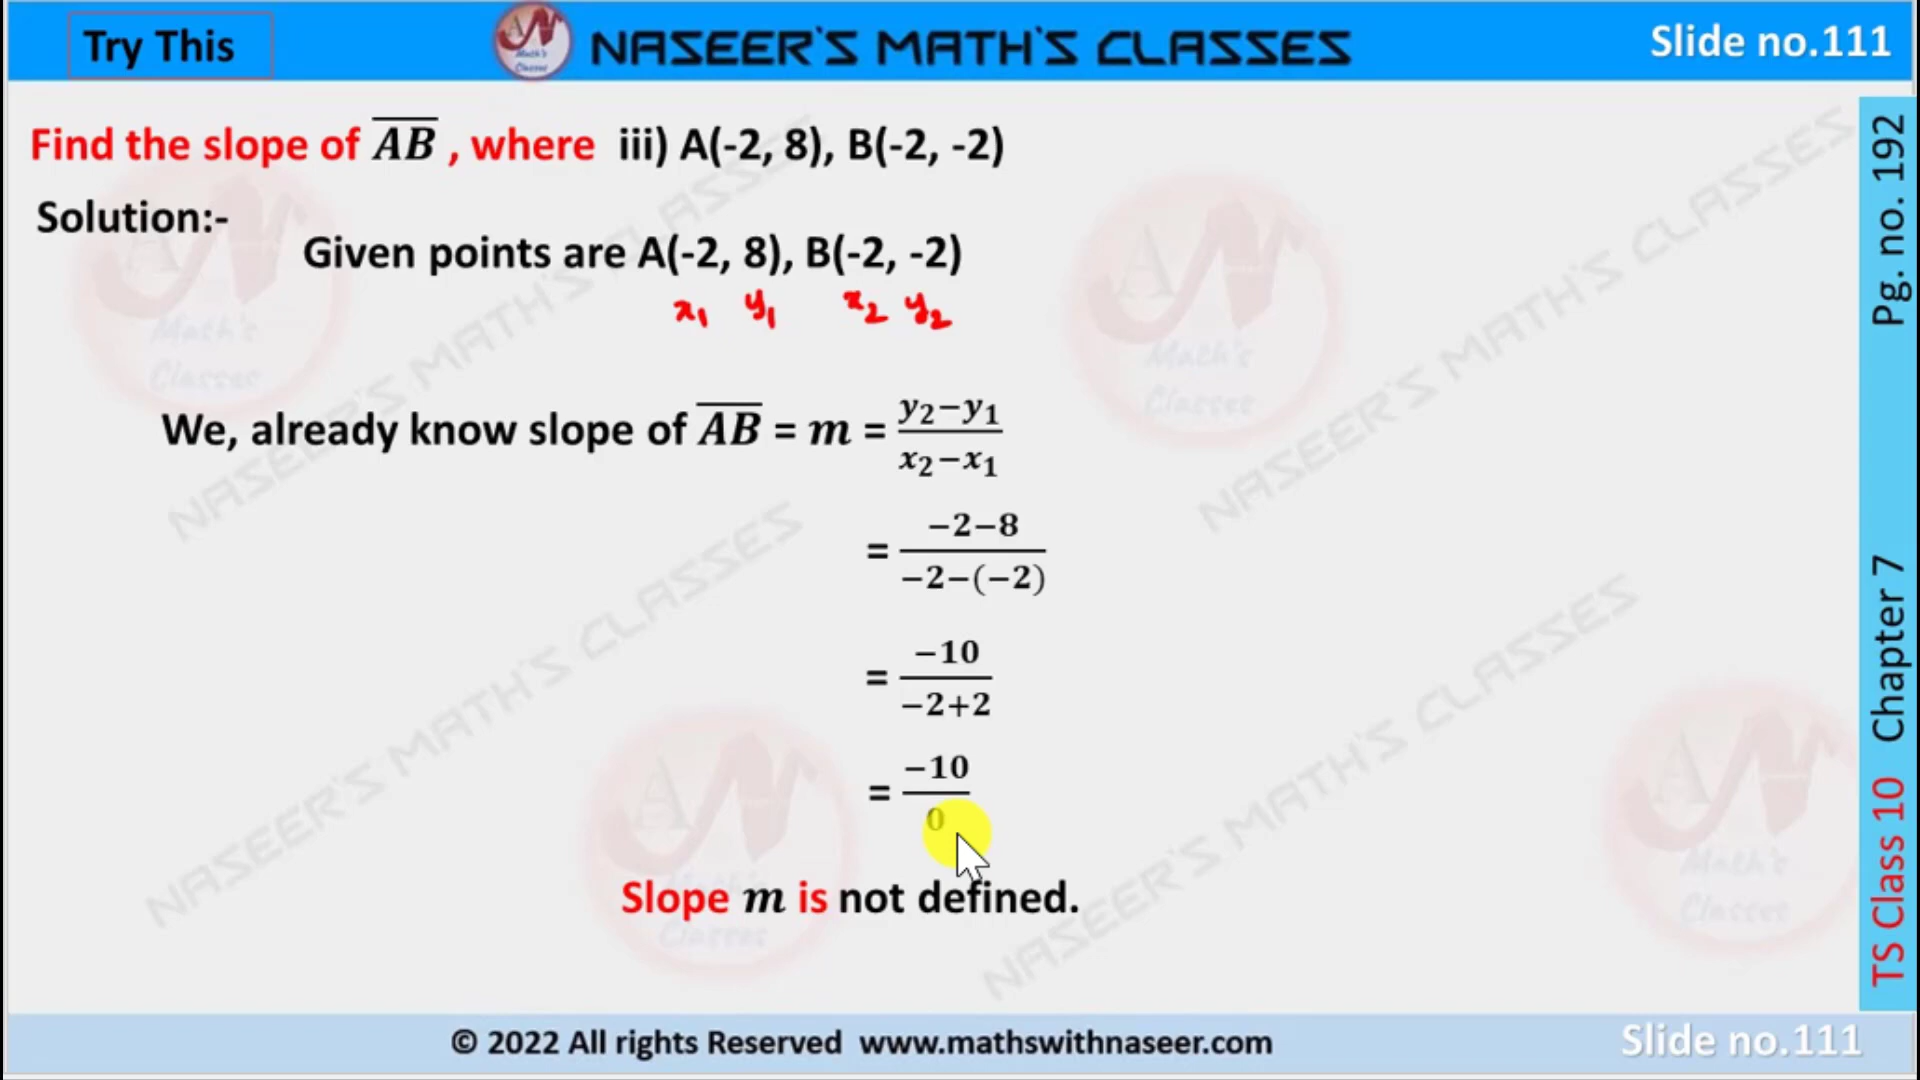 Try This
NASEER'S MATH'S CLASSES
Slide no.111
Find the slope of AB , where iii) A(-2, 8), B(-2, -2)
Solution:-
Given points are A(-2, 8), B(-2, -2)
x₁ y₁ x₂ y₂
We, already know slope of AB = m = y₂−y₁ / x₂−x₁
= −2−8 / −2−(−2)
= −10 / −2+2
= −10 / 0
Slope m is not defined.
Pg. no. 192
Chapter 7
TS Class 10
© 2022 All rights Reserved www.mathswithnaseer.com
Slide no.111